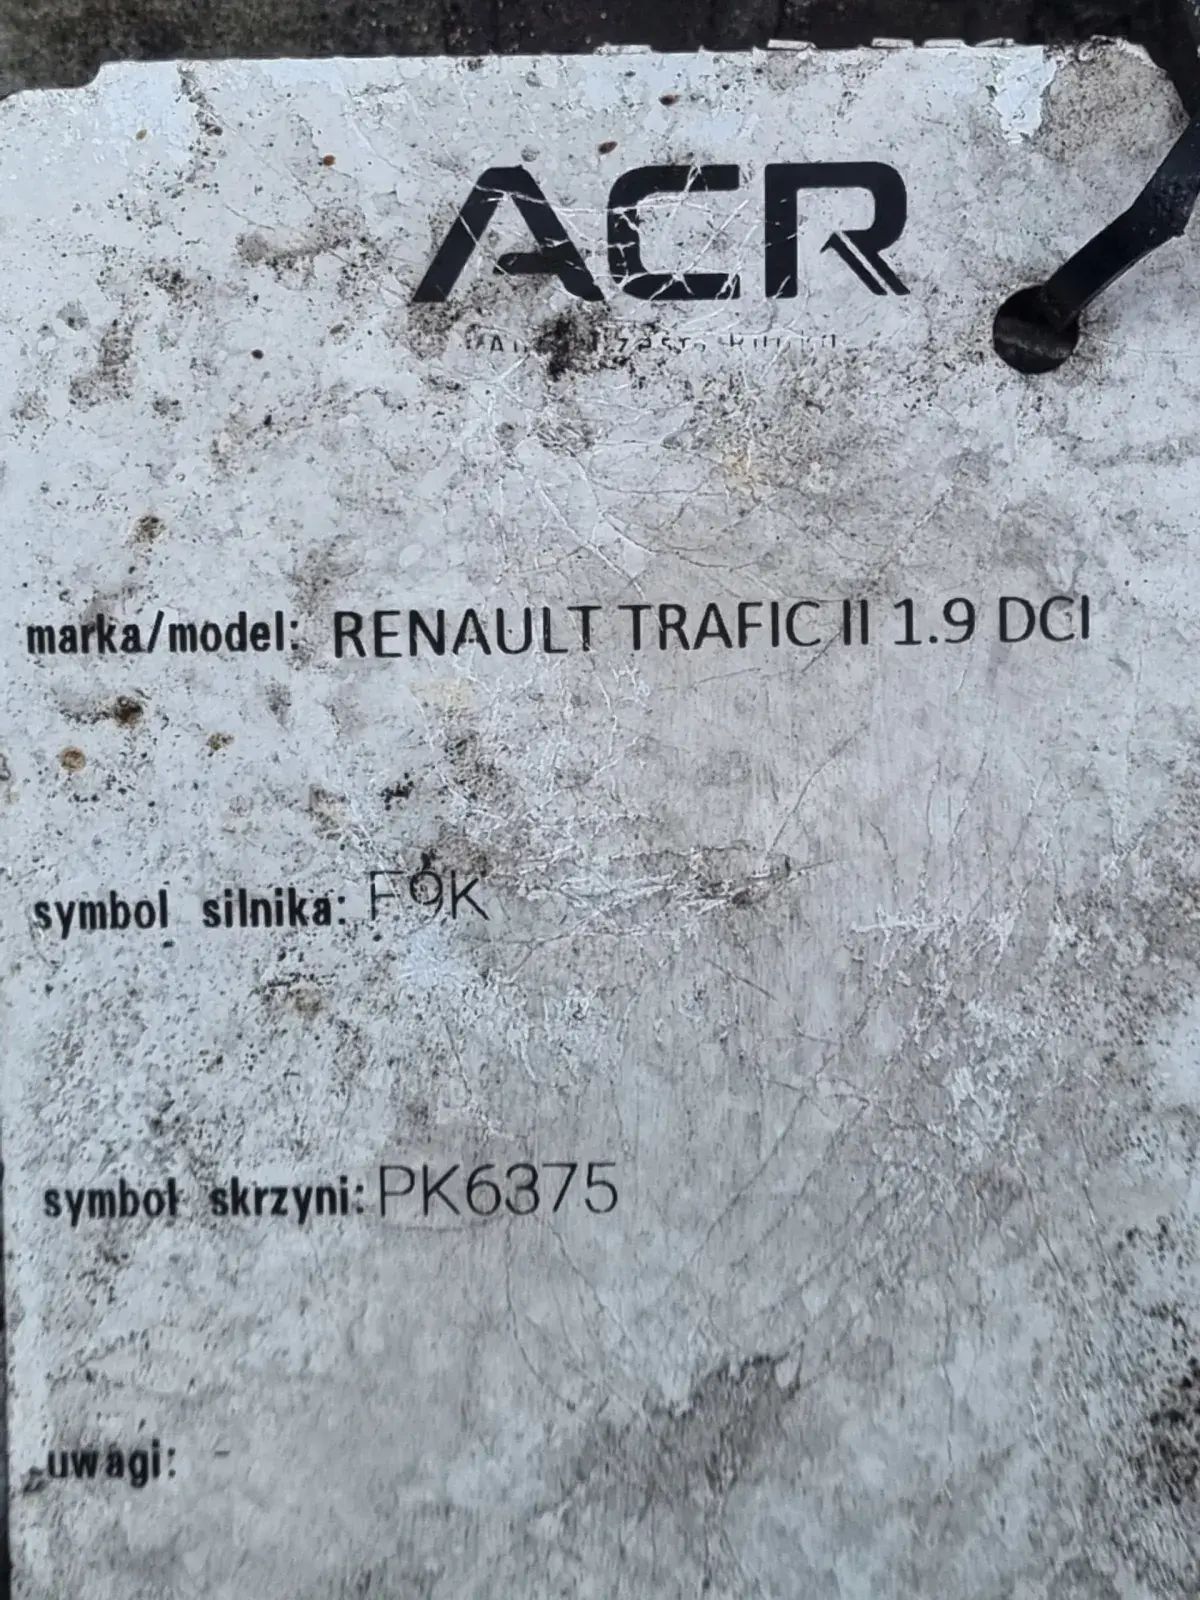 ACR
marka/model: RENAULT TRAFIC II 1.9 DCI
symbol silnika: F9K
symbol skrzyni: PK6375
uwagi: -